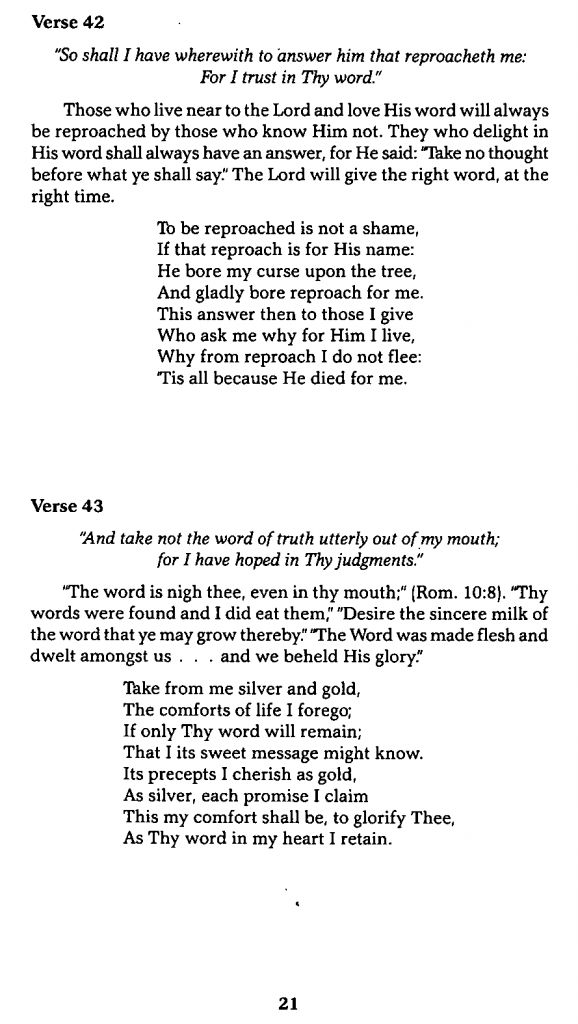 Verse 42
"So shall I have wherewith to answer him that reproacheth me:
For I trust in Thy word."
Those who live near to the Lord and love His word will always
be reproached by those who know Him not. They who delight in
His word shall always have an answer, for He said: "Take no thought
before what ye shall say." The Lord will give the right word, at the
right time.
To be reproached is not a shame,
If that reproach is for His name:
He bore my curse upon the tree,
And gladly bore reproach for me.
This answer then to those I give
Who ask me why for Him I live,
Why from reproach I do not flee:
'Tis all because He died for me.
Verse 43
"And take not the word of truth utterly out of my mouth;
for I have hoped in Thy judgments."
"The word is nigh thee, even in thy mouth;" (Rom. 10:8). "Thy
words were found and I did eat them," "Desire the sincere milk of
the word that ye may grow thereby." "The Word was made flesh and
dwelt amongst us . . . and we beheld His glory."
Take from me silver and gold,
The comforts of life I forego;
If only Thy word will remain;
That I its sweet message might know.
Its precepts I cherish as gold,
As silver, each promise I claim
This my comfort shall be, to glorify Thee,
As Thy word in my heart I retain.
21